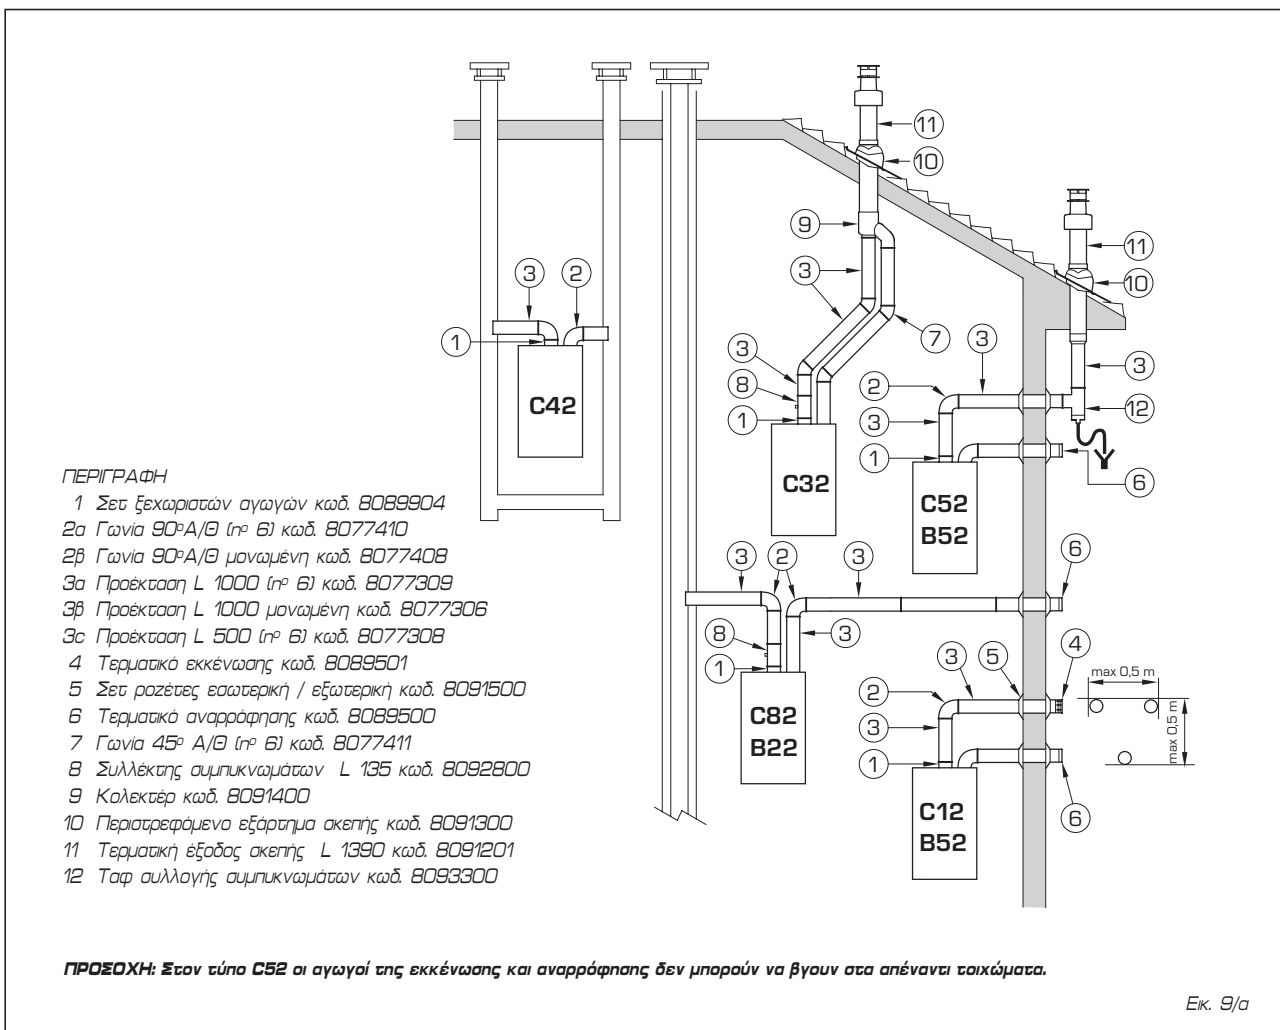 11
10
9
11
3
3
2
10
1
7
3
3
3
2
8
C42
3
12
1
1
C32
6
C52
B52
ΠΕΡΙΓΡΑΦΗ
1 Σετ ξεχωριστών αγωγών κωδ. 8089904
2α Γωνία 90º Α/Θ (nº 6) κωδ. 8077410
2β Γωνία 90º Α/Θ μονωμένη κωδ. 8077408
3α Προέκταση L 1000 (nº 6) κωδ. 8077309
3β Προέκταση L 1000 μονωμένη κωδ. 8077306
3c Προέκταση L 500 (nº 6) κωδ. 8077308
4 Τερματικό εκκένωσης κωδ. 8089501
5 Σετ ροζέτες εσωτερική / εξωτερική κωδ. 8091500
6 Τερματικό αναρρόφησης κωδ. 8089500
7 Γωνία 45º Α/Θ (nº 6) κωδ. 8077411
8 Συλλέκτης συμπυκνωμάτων L 135 κωδ. 8092800
9 Κολεκτέρ κωδ. 8091400
10 Περιστρεφόμενο εξάρτημα σκεπής κωδ. 8091300
11 Τερματική έξοδος σκεπής L 1390 κωδ. 8091201
12 Ταφ συλλογής συμπυκνωμάτων κωδ. 8093300
3
2
3
6
8
3
1
C82
B22
3
5
4
2
3
1
max 0,5 m
max 0,5 m
6
C12
B52
ΠΡΟΣΟΧΗ: Στον τύπο C52 οι αγωγοί της εκκένωσης και αναρρόφησης δεν μπορούν να βγουν στα απέναντι τοιχώματα.
Εικ. 9/α